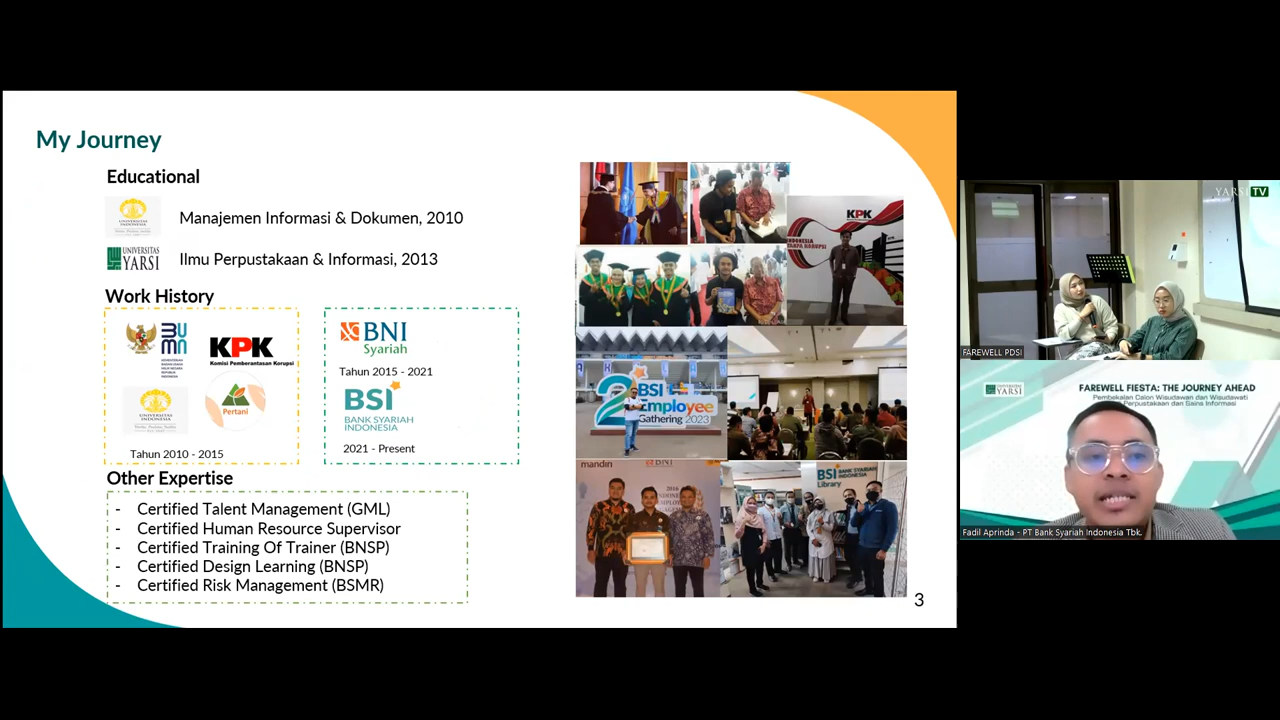 My Journey
Educational
Manajemen Informasi & Dokumen, 2010
UNIVERSITAS
YARSI
Ilmu Perpustakaan & Informasi, 2013
Work History
BUMN
KPK
Komisi Pemberantasan Korupsi
UNIVERSITAS
INDONESIA
Pertani
Tahun 2010 - 2015
BNI
Syariah
Tahun 2015 - 2021
BSI
BANK SYARIAH
INDONESIA
2021 - Present
Other Expertise
- Certified Talent Management (GML)
- Certified Human Resource Supervisor
- Certified Training Of Trainer (BNSP)
- Certified Design Learning (BNSP)
- Certified Risk Management (BSMR)
KPK
BSI
Employee
Gathering 2023
mandiri
BNI
2016
BSI BANK SYARIAH
INDONESIA
Library
3
YARSI TV
FAREWELL PDSI
UNIVERSITAS
YARSI
FAREWELL FIESTA: THE JOURNEY AHEAD
Pembekalan Calon Wisudawan dan Wisudawati
Perpustakaan dan Sains Informasi
Fadil Aprinda - PT Bank Syariah Indonesia Tbk.